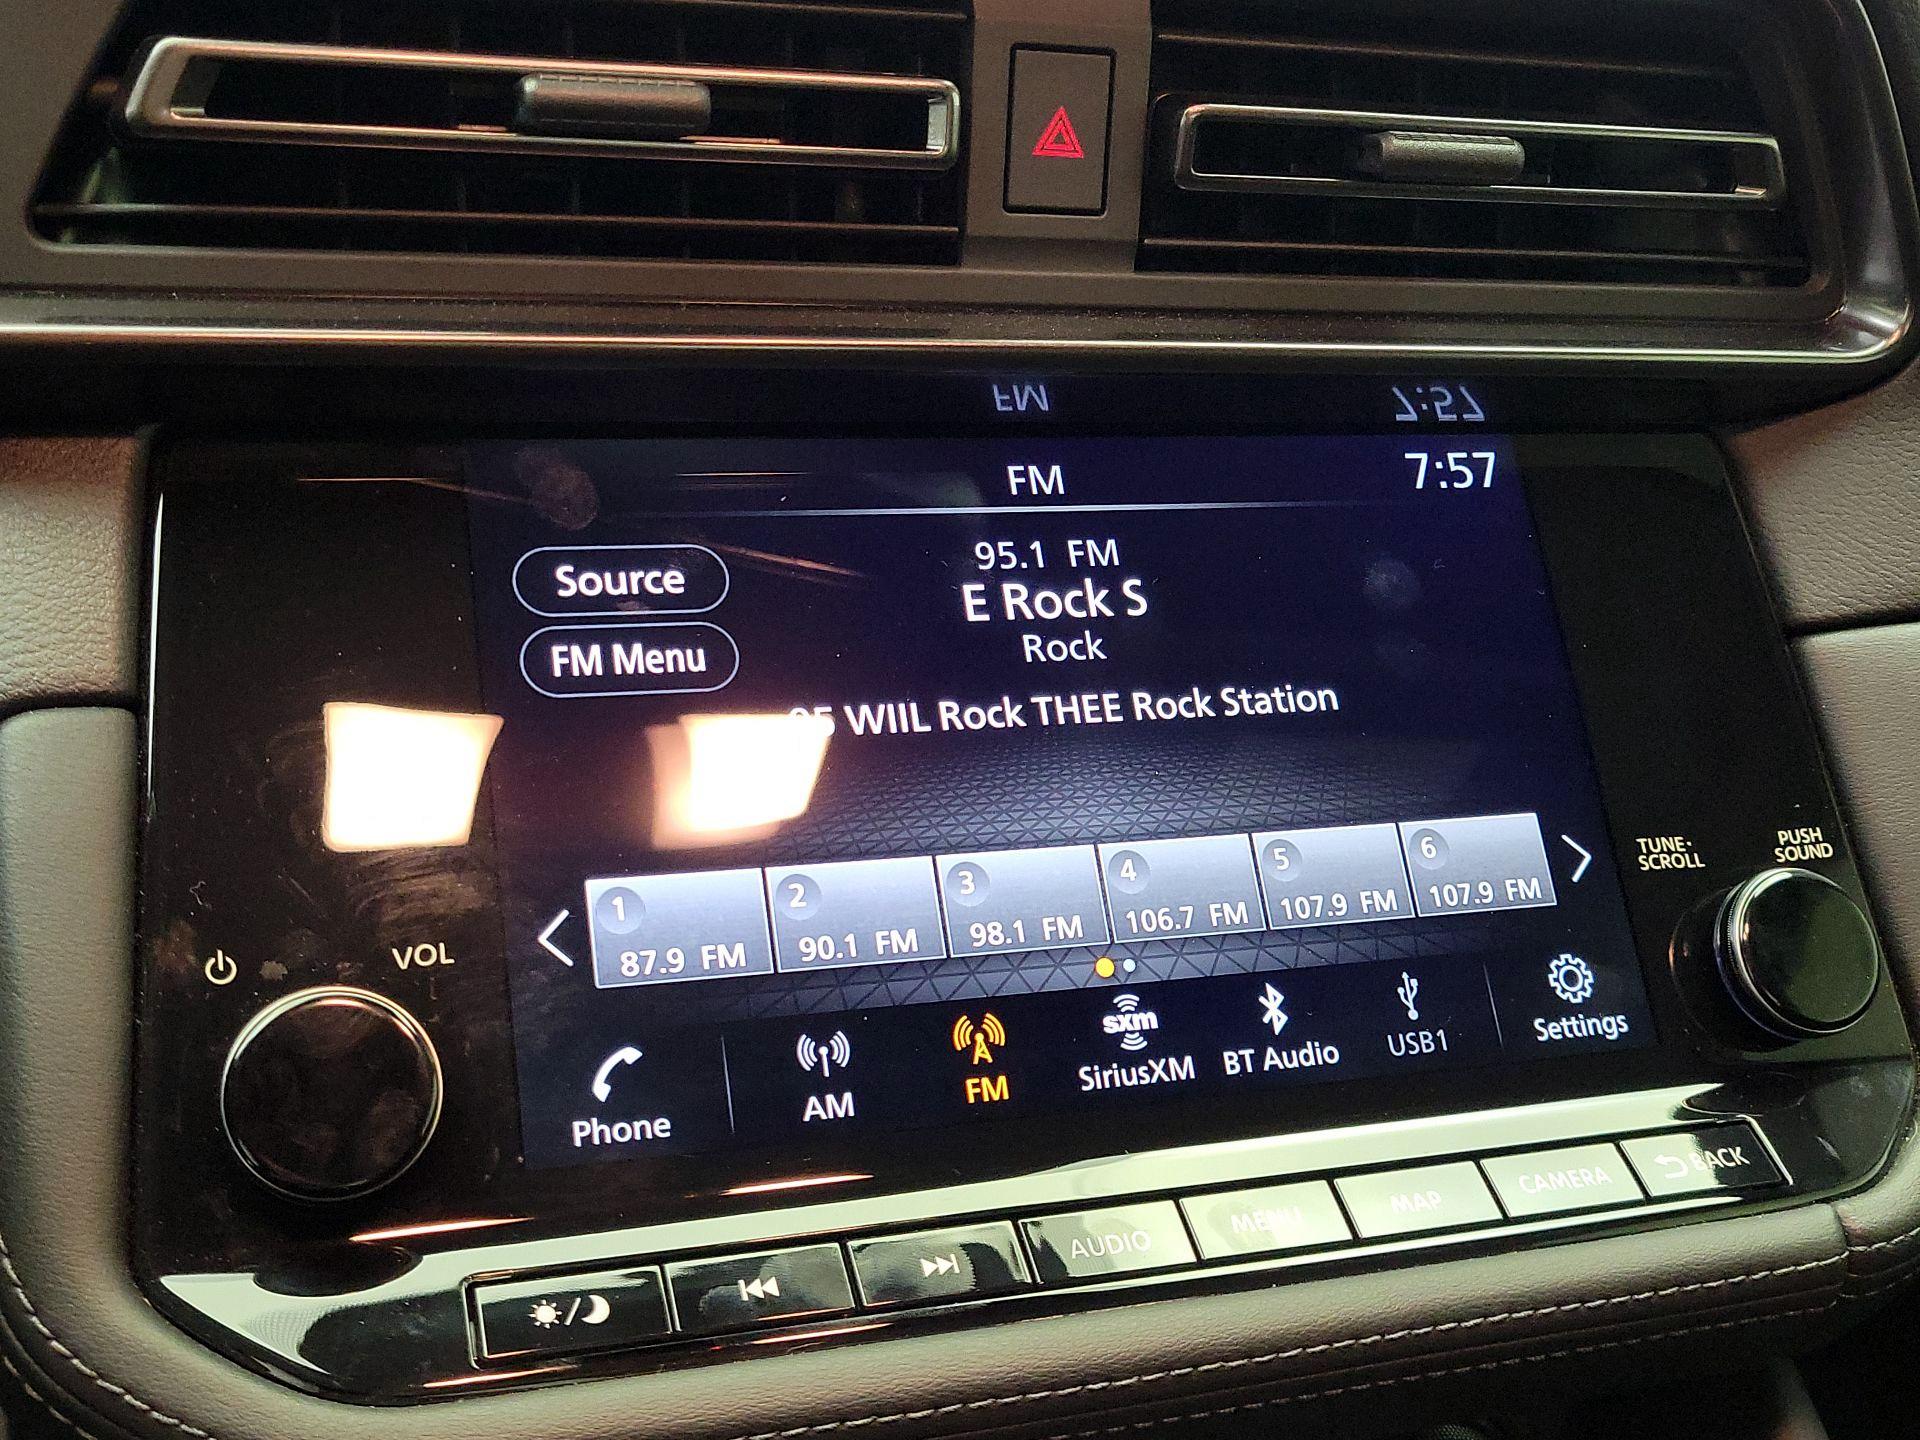 FM 7:57
95.1 FM
E Rock S
Rock
Source
FM Menu
95 WIIL Rock THEE Rock Station
1 2 3 4 5 6
87.9 FM 90.1 FM 98.1 FM 106.7 FM 107.9 FM 107.9 FM
VOL
TUNE·
SCROLL
PUSH
SOUND
sxm
Phone AM FM SiriusXM BT Audio USB1 Settings
AUDIO MENU MAP CAMERA BACK